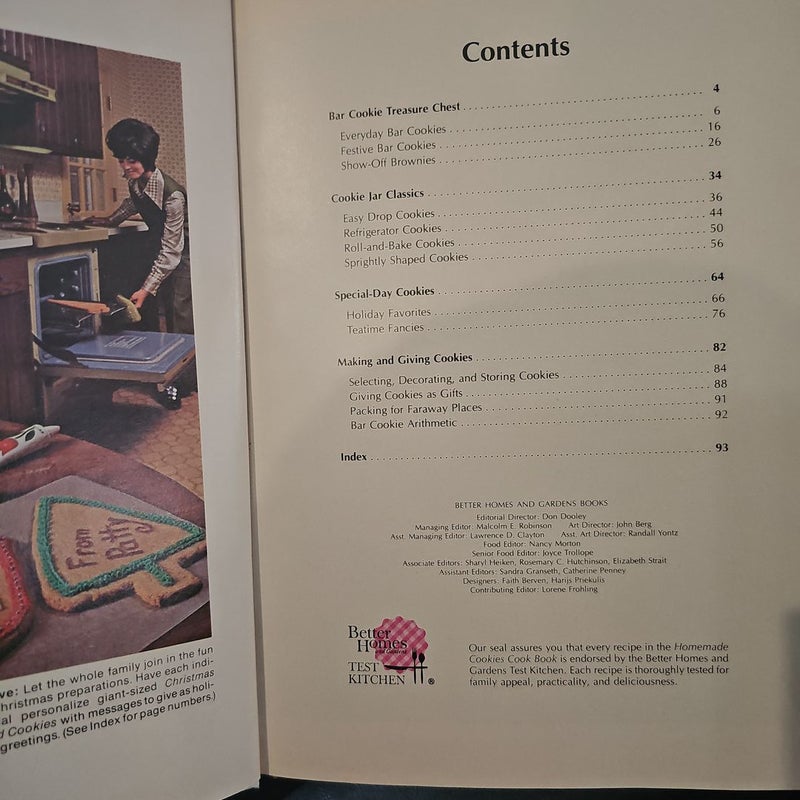 From
Patty
ve: Let the whole family join in the fun
hristmas preparations. Have each indi-
al personalize giant-sized Christmas
d Cookies with messages to give as holi-
greetings. (See Index for page numbers.)
Contents
Bar Cookie Treasure Chest 4
Everyday Bar Cookies 6
Festive Bar Cookies 16
Show-Off Brownies 26
Cookie Jar Classics 34
Easy Drop Cookies 36
Refrigerator Cookies 44
Roll-and-Bake Cookies 50
Sprightly Shaped Cookies 56
Special-Day Cookies 64
Holiday Favorites 66
Teatime Fancies 76
Making and Giving Cookies 82
Selecting, Decorating, and Storing Cookies 84
Giving Cookies as Gifts 88
Packing for Faraway Places 91
Bar Cookie Arithmetic 92
Index 93
BETTER HOMES AND GARDENS BOOKS
Editorial Director: Don Dooley
Managing Editor: Malcolm E. Robinson Art Director: John Berg
Asst. Managing Editor: Lawrence D. Clayton Asst. Art Director: Randall Yontz
Food Editor: Nancy Morton
Senior Food Editor: Joyce Trollope
Associate Editors: Sharyl Heiken, Rosemary C. Hutchinson, Elizabeth Strait
Assistant Editors: Sandra Granseth, Catherine Penney
Designers: Faith Berven, Harijs Priekulis
Contributing Editor: Lorene Frohling
Better
Homes
and Gardens
TEST
KITCHEN ®
Our seal assures you that every recipe in the Homemade
Cookies Cook Book is endorsed by the Better Homes and
Gardens Test Kitchen. Each recipe is thoroughly tested for
family appeal, practicality, and deliciousness.